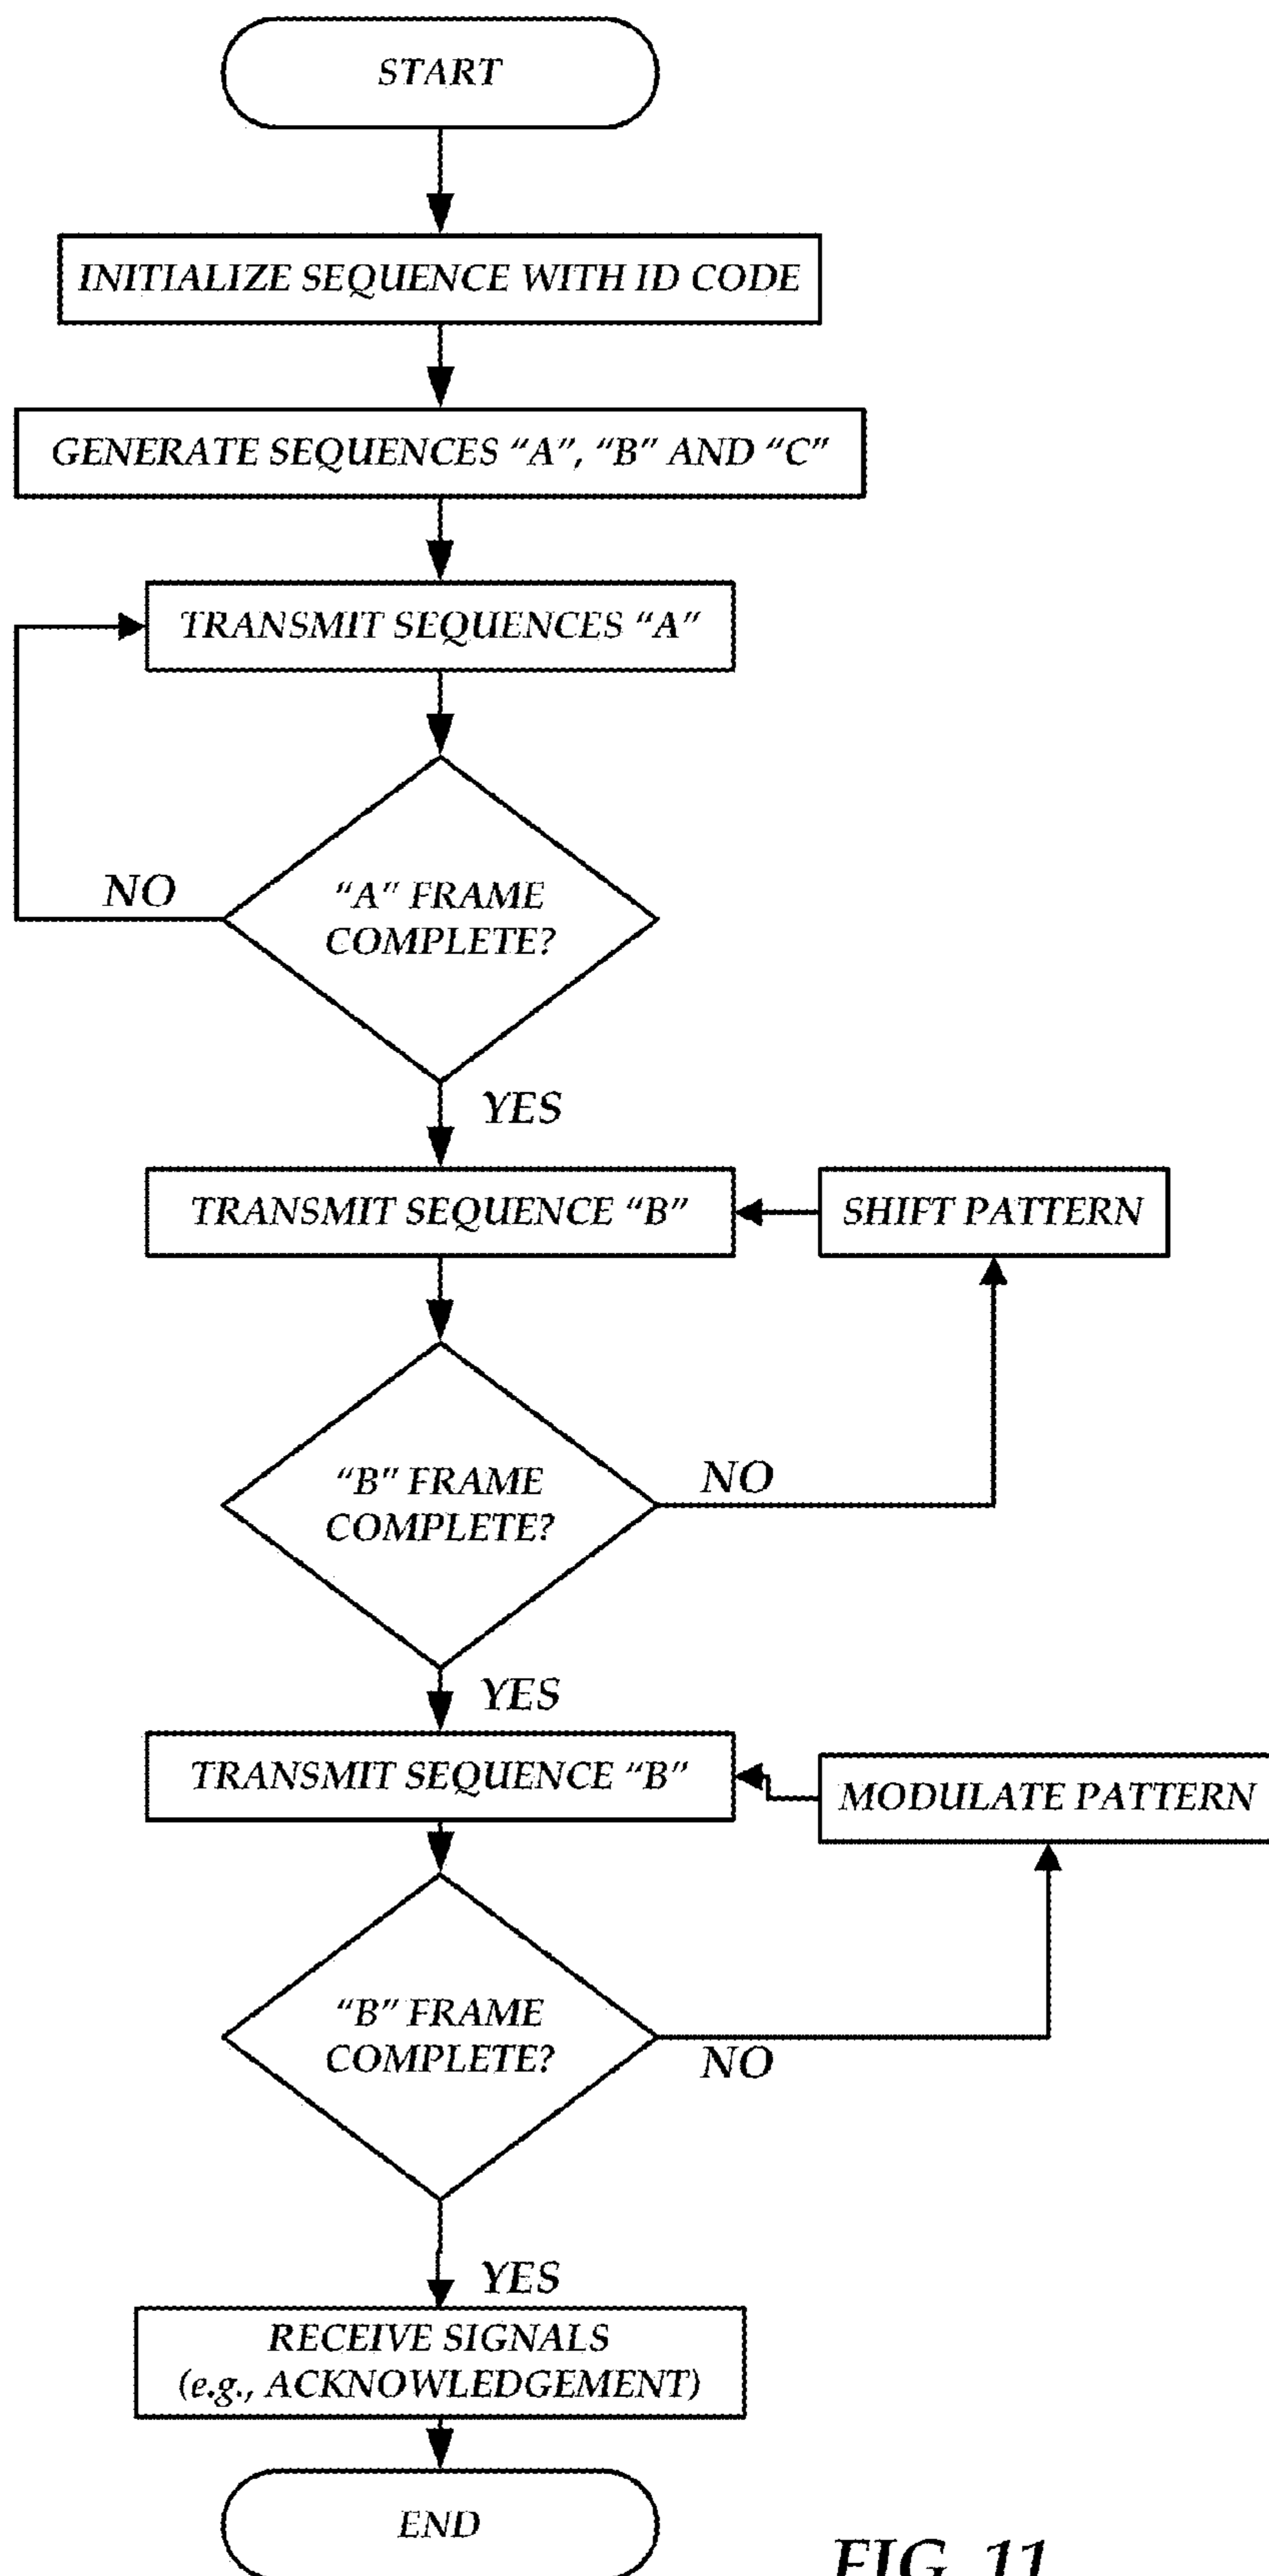 START
INITIALIZE SEQUENCE WITH ID CODE
GENERATE SEQUENCES “A”, “B” AND “C”
TRANSMIT SEQUENCES “A”
NO
“A” FRAME
COMPLETE?
YES
TRANSMIT SEQUENCE “B”
SHIFT PATTERN
“B” FRAME
COMPLETE?
NO
YES
TRANSMIT SEQUENCE “B”
MODULATE PATTERN
“B” FRAME
COMPLETE?
NO
YES
RECEIVE SIGNALS
(e.g., ACKNOWLEDGEMENT)
END
FIG. 11